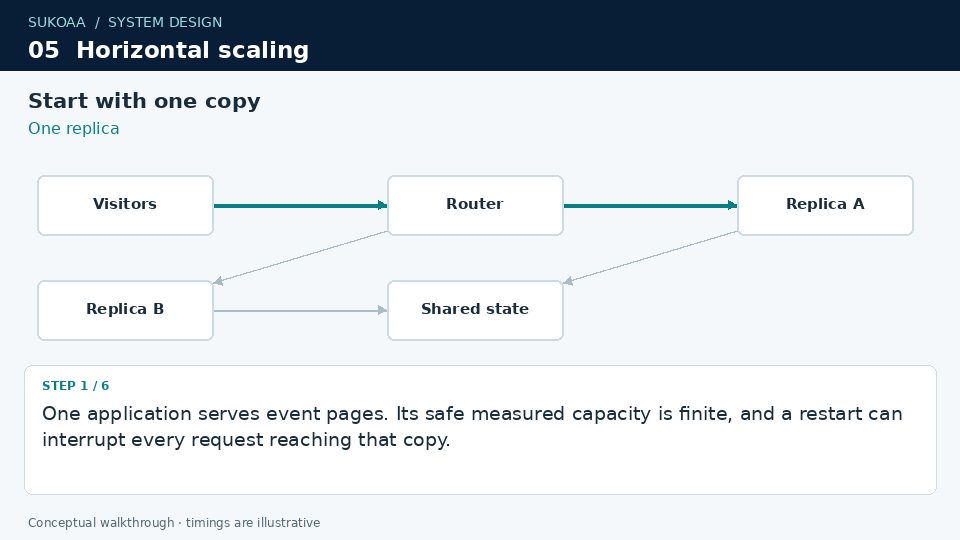 SUKOAA / SYSTEM DESIGN
05 Horizontal scaling
Start with one copy
One replica
Visitors
Router
Replica A
Replica B
Shared state
STEP 1 / 6
One application serves event pages. Its safe measured capacity is finite, and a restart can
interrupt every request reaching that copy.
Conceptual walkthrough · timings are illustrative